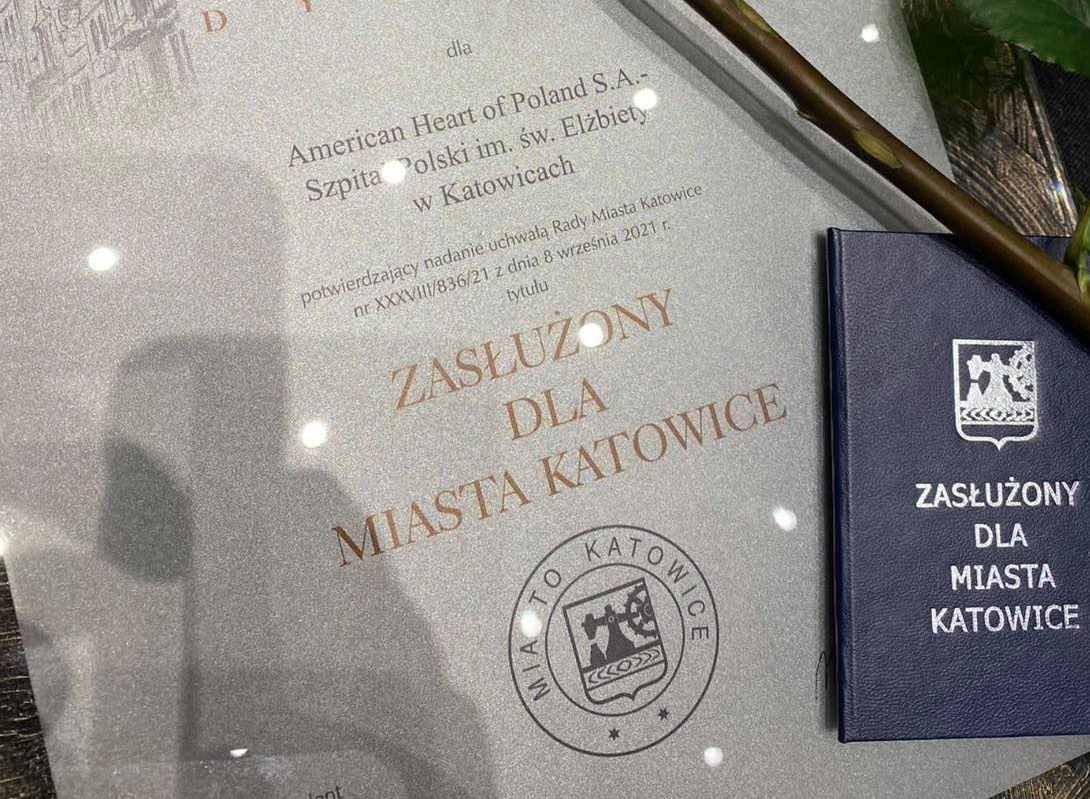 D Y
dla
American Heart of Poland S.A.-
Szpital Polski im. św. Elżbiety
w Katowicach
potwierdzający nadanie uchwałą Rady Miasta Katowice
nr XXXVIII/836/21 z dnia 8 września 2021 r.
tytułu
ZASŁUŻONY
DLA
MIASTA KATOWICE
MIASTO KATOWICE
ZASŁUŻONY
DLA
MIASTA
KATOWICE